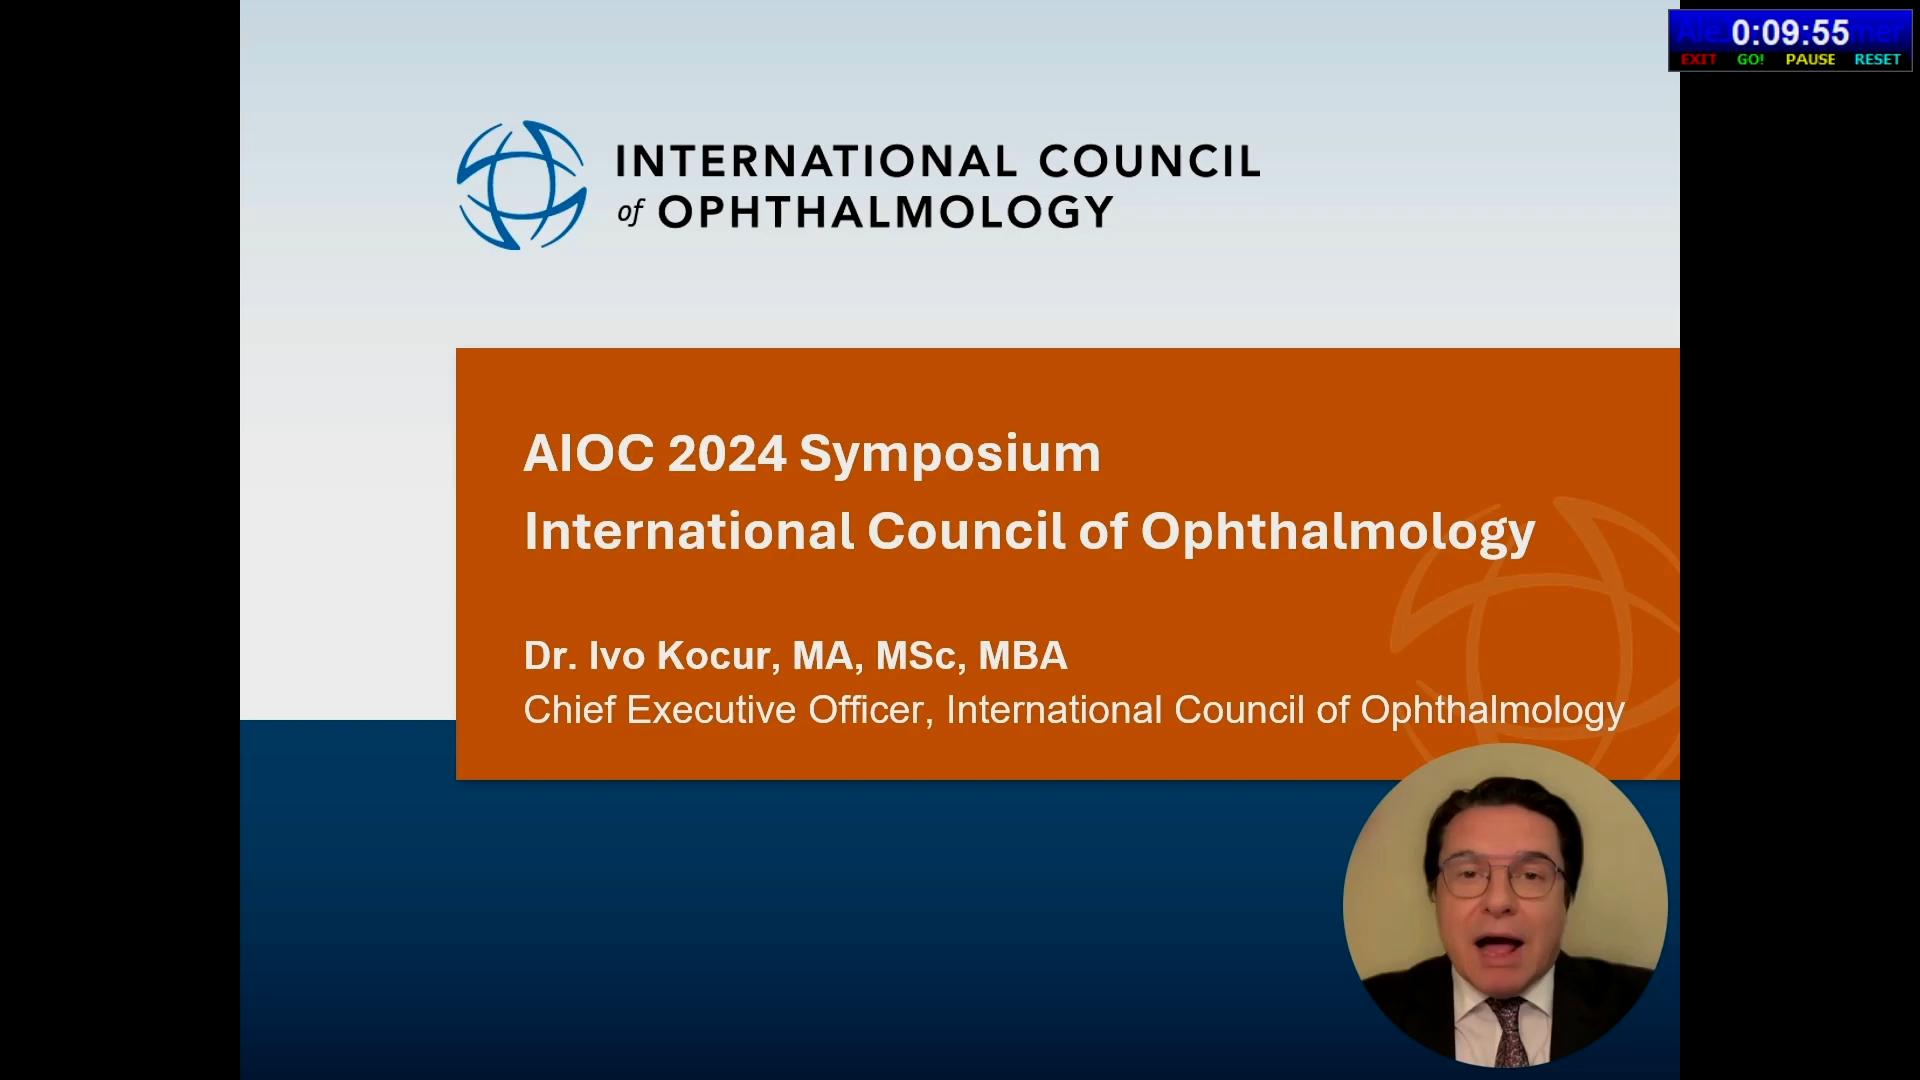 0:09:55
EXIT GO! PAUSE RESET
INTERNATIONAL COUNCIL
of OPHTHALMOLOGY
AIOC 2024 Symposium
International Council of Ophthalmology
Dr. Ivo Kocur, MA, MSc, MBA
Chief Executive Officer, International Council of Ophthalmology